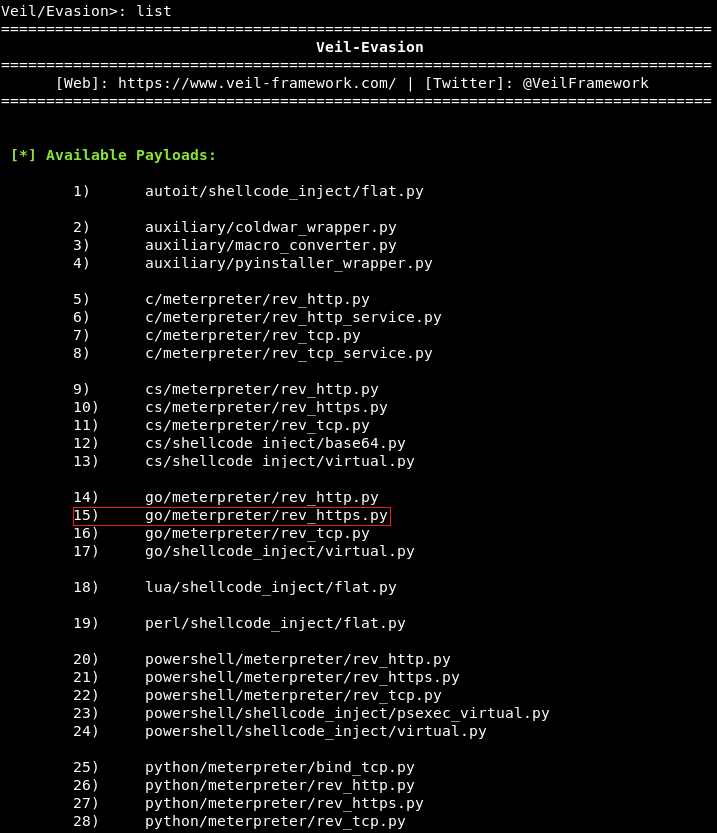 Veil/Evasion>: list
===============================================================================
Veil-Evasion
===============================================================================
[Web]: https://www.veil-framework.com/ | [Twitter]: @VeilFramework
===============================================================================
[*] Available Payloads:
1) autoit/shellcode_inject/flat.py
2) auxiliary/coldwar_wrapper.py
3) auxiliary/macro_converter.py
4) auxiliary/pyinstaller_wrapper.py
5) c/meterpreter/rev_http.py
6) c/meterpreter/rev_http_service.py
7) c/meterpreter/rev_tcp.py
8) c/meterpreter/rev_tcp_service.py
9) cs/meterpreter/rev_http.py
10) cs/meterpreter/rev_https.py
11) cs/meterpreter/rev_tcp.py
12) cs/shellcode inject/base64.py
13) cs/shellcode inject/virtual.py
14) go/meterpreter/rev_http.py
15) go/meterpreter/rev_https.py
16) go/meterpreter/rev_tcp.py
17) go/shellcode_inject/virtual.py
18) lua/shellcode_inject/flat.py
19) perl/shellcode_inject/flat.py
20) powershell/meterpreter/rev_http.py
21) powershell/meterpreter/rev_https.py
22) powershell/meterpreter/rev_tcp.py
23) powershell/shellcode_inject/psexec_virtual.py
24) powershell/shellcode_inject/virtual.py
25) python/meterpreter/bind_tcp.py
26) python/meterpreter/rev_http.py
27) python/meterpreter/rev_https.py
28) python/meterpreter/rev_tcp.py